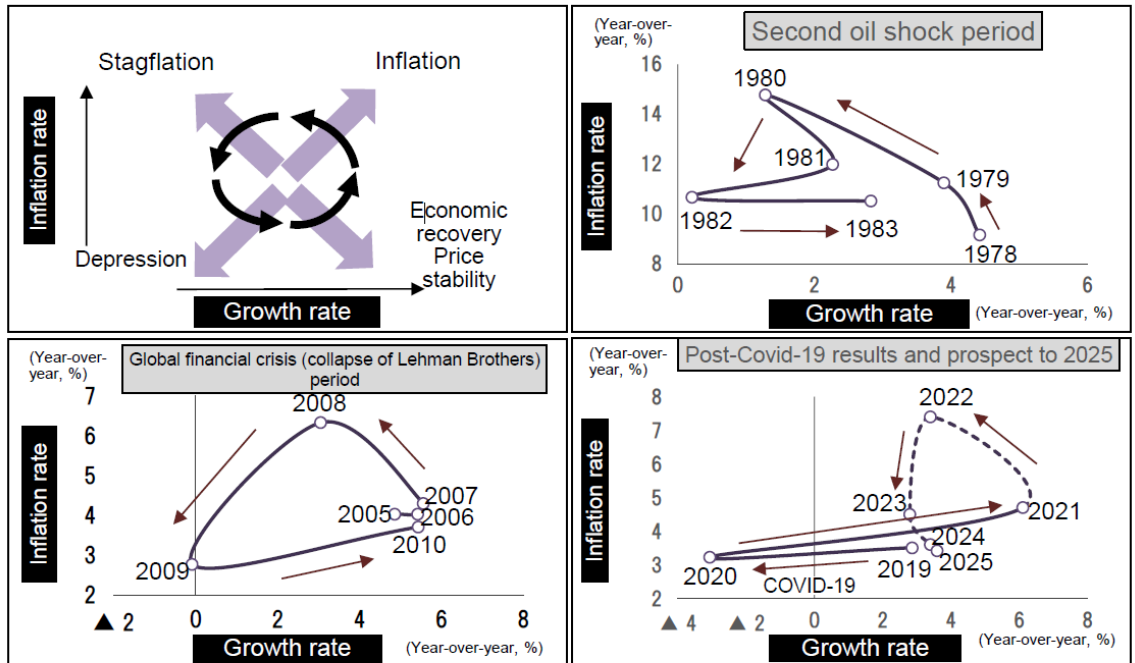 Stagflation
Inflation
Inflation rate
Depression
Economic
recovery
Price
stability
Growth rate
(Year-over-
year, %)
Second oil shock period
Inflation rate
16
14
12
10
8
1980
1981
1979
1982
1983
1978
0
2
4
6
Growth rate
(Year-over-year, %)
(Year-over-
year, %)
Global financial crisis (collapse of Lehman Brothers)
period
Inflation rate
7
6
5
4
3
2
2008
2007
2005
2006
2010
2009
▲ 2
0
2
4
6
8
Growth rate
(Year-over-year, %)
(Year-over-
year, %)
Post-Covid-19 results and prospect to 2025
Inflation rate
8
7
6
5
4
3
2
2022
2023
2021
2024
2020
2019
2025
COVID-19
▲ 4
▲ 2
0
2
4
6
8
Growth rate
(Year-over-year, %)